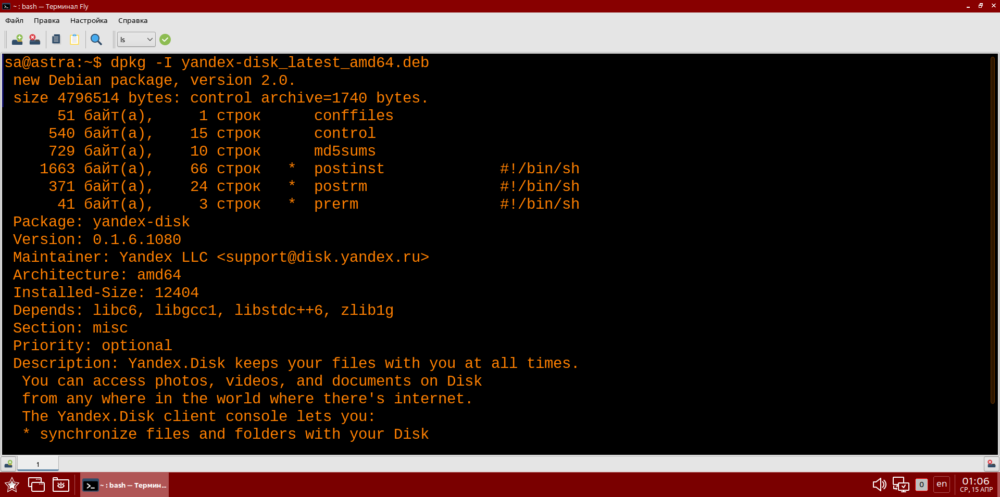 ~ : bash — Терминал Fly
Файл Правка Настройка Справка
ls
sa@astra:~$ dpkg -I yandex-disk_latest_amd64.deb
new Debian package, version 2.0.
size 4796514 bytes: control archive=1740 bytes.
51 байт(а), 1 строк conffiles
540 байт(а), 15 строк control
729 байт(а), 10 строк md5sums
1663 байт(а), 66 строк * postinst #!/bin/sh
371 байт(а), 24 строк * postrm #!/bin/sh
41 байт(а), 3 строк * prerm #!/bin/sh
Package: yandex-disk
Version: 0.1.6.1080
Maintainer: Yandex LLC <support@disk.yandex.ru>
Architecture: amd64
Installed-Size: 12404
Depends: libc6, libgcc1, libstdc++6, zlib1g
Section: misc
Priority: optional
Description: Yandex.Disk keeps your files with you at all times.
You can access photos, videos, and documents on Disk
from any where in the world where there's internet.
The Yandex.Disk client console lets you:
* synchronize files and folders with your Disk
1
~ : bash — Термин...
0
en
01:06
СР, 15 АПР